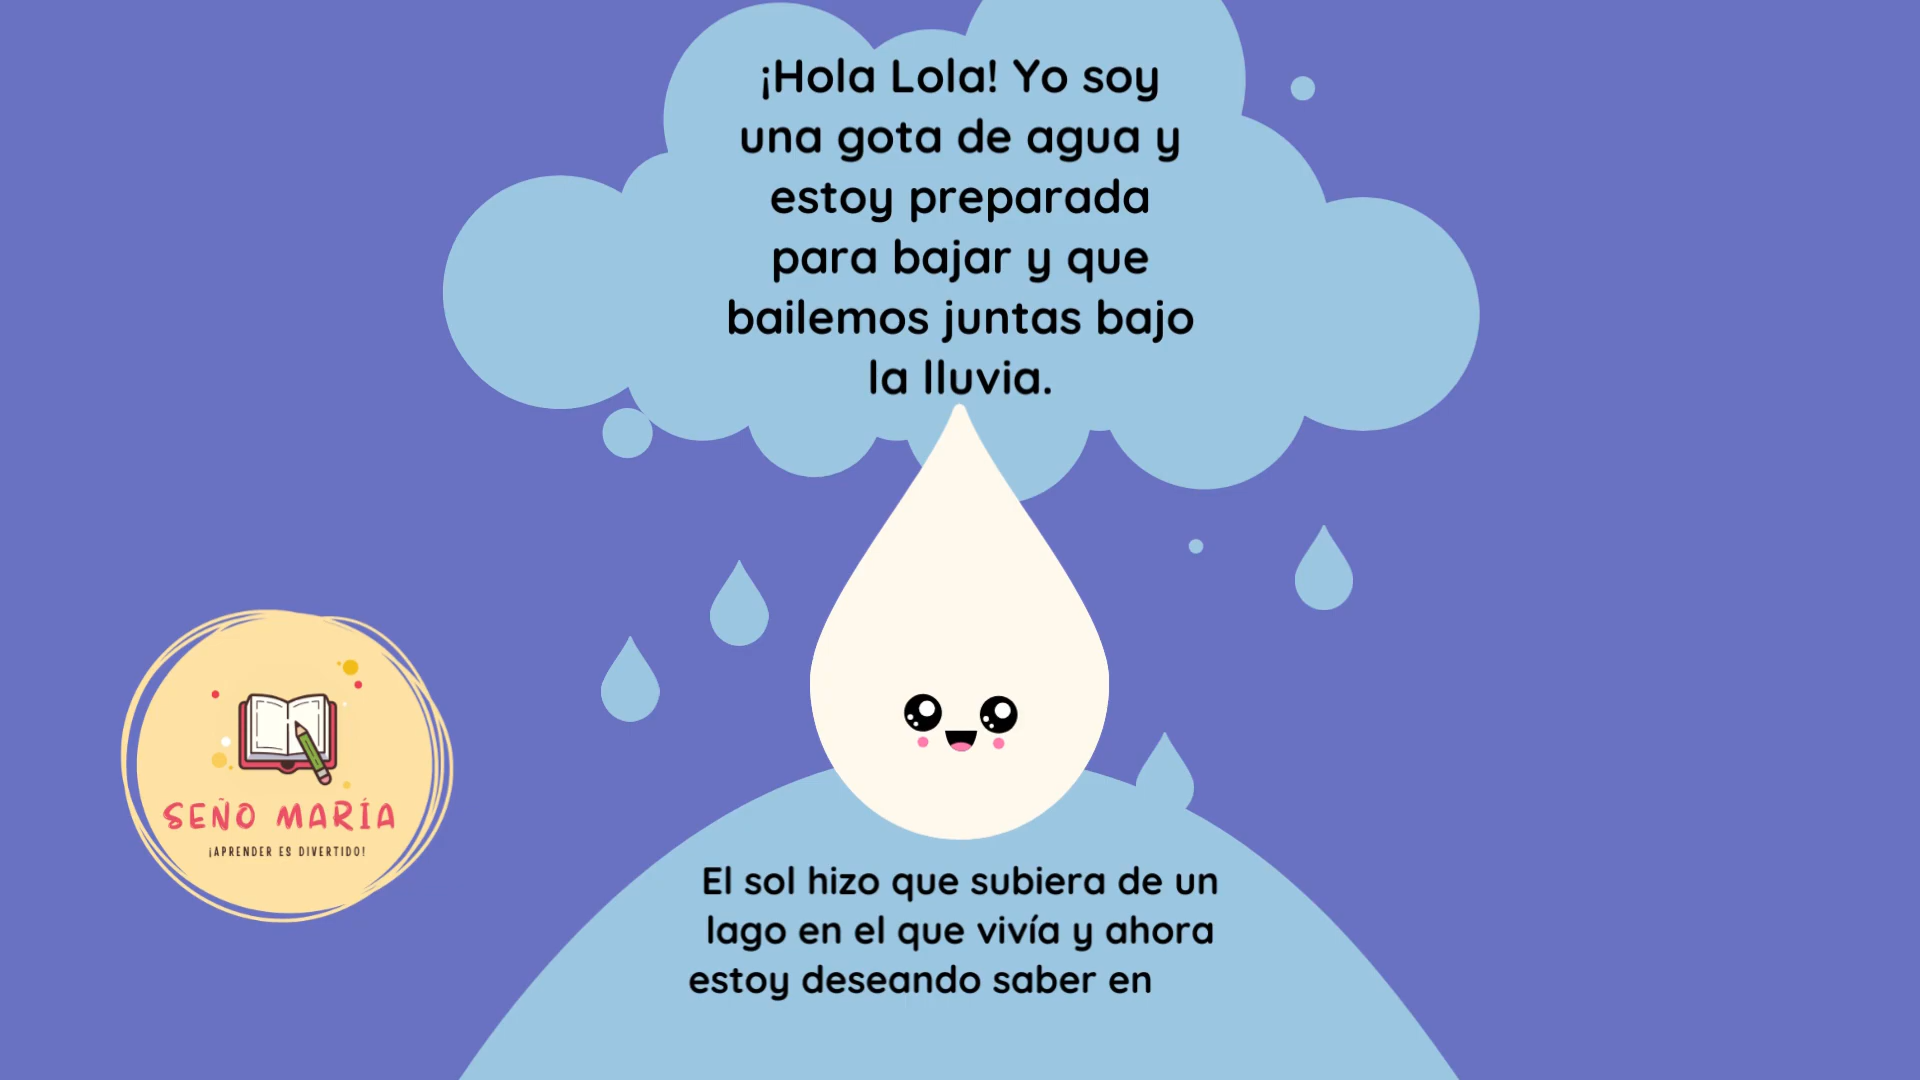 ¡Hola Lola! Yo soy
una gota de agua y
estoy preparada
para bajar y que
bailemos juntas bajo
la lluvia.
SEÑO MARÍA
¡APRENDER ES DIVERTIDO!
El sol hizo que subiera de un
lago en el que vivía y ahora
estoy deseando saber en